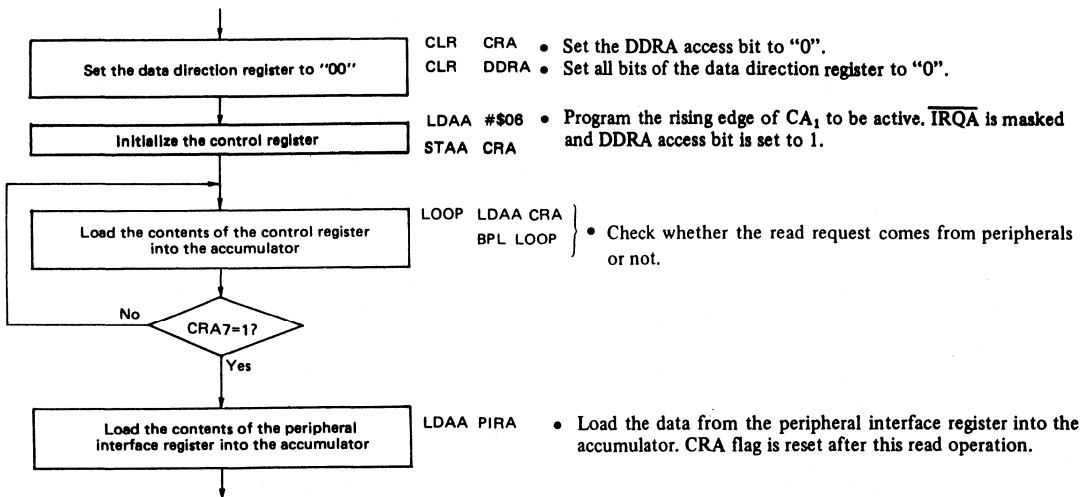 Set the data direction register to "00"
CLR CRA • Set the DDRA access bit to “0”.
CLR DDRA • Set all bits of the data direction register to “0”.
Initialize the control register
LDAA #$06 • Program the rising edge of CA₁ to be active. I̅R̅Q̅A̅ is masked
STAA CRA and DDRA access bit is set to 1.
Load the contents of the control register
into the accumulator
LOOP LDAA CRA
BPL LOOP
• Check whether the read request comes from peripherals
or not.
No
CRA7=1?
Yes
Load the contents of the peripheral
interface register into the accumulator
LDAA PIRA • Load the data from the peripheral interface register into the
accumulator. CRA flag is reset after this read operation.